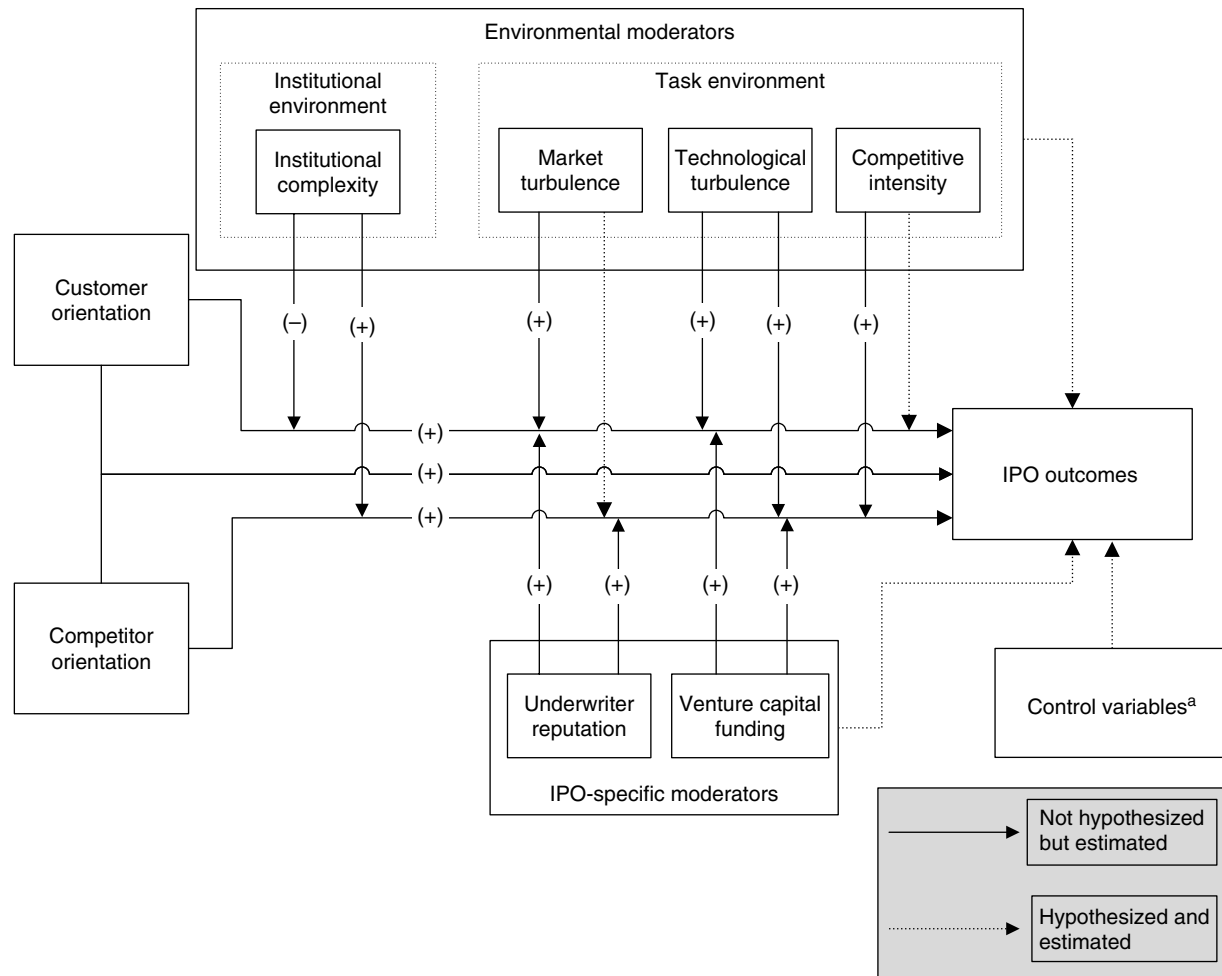 Environmental moderators
Institutional
environment
Task environment
Institutional
complexity
Market
turbulence
Technological
turbulence
Competitive
intensity
Customer
orientation
(–)
(+)
(+)
(+)
(+)
(+)
(+)
(+)
(+)
IPO outcomes
Competitor
orientation
(+)
(+)
(+)
(+)
Underwriter
reputation
Venture capital
funding
IPO-specific moderators
Control variablesa
Not hypothesized
but estimated
Hypothesized and
estimated